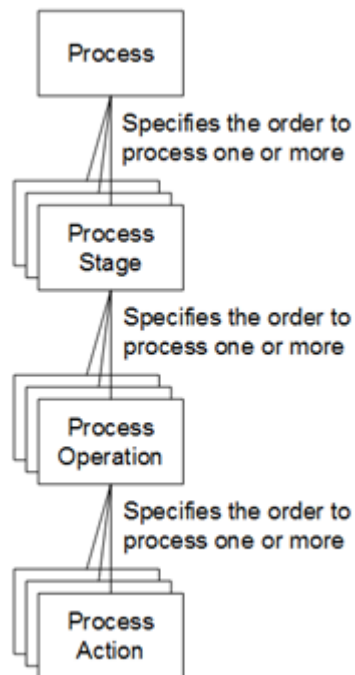 Process
Specifies the order to
process one or more
Process
Stage
Specifies the order to
process one or more
Process
Operation
Specifies the order to
process one or more
Process
Action